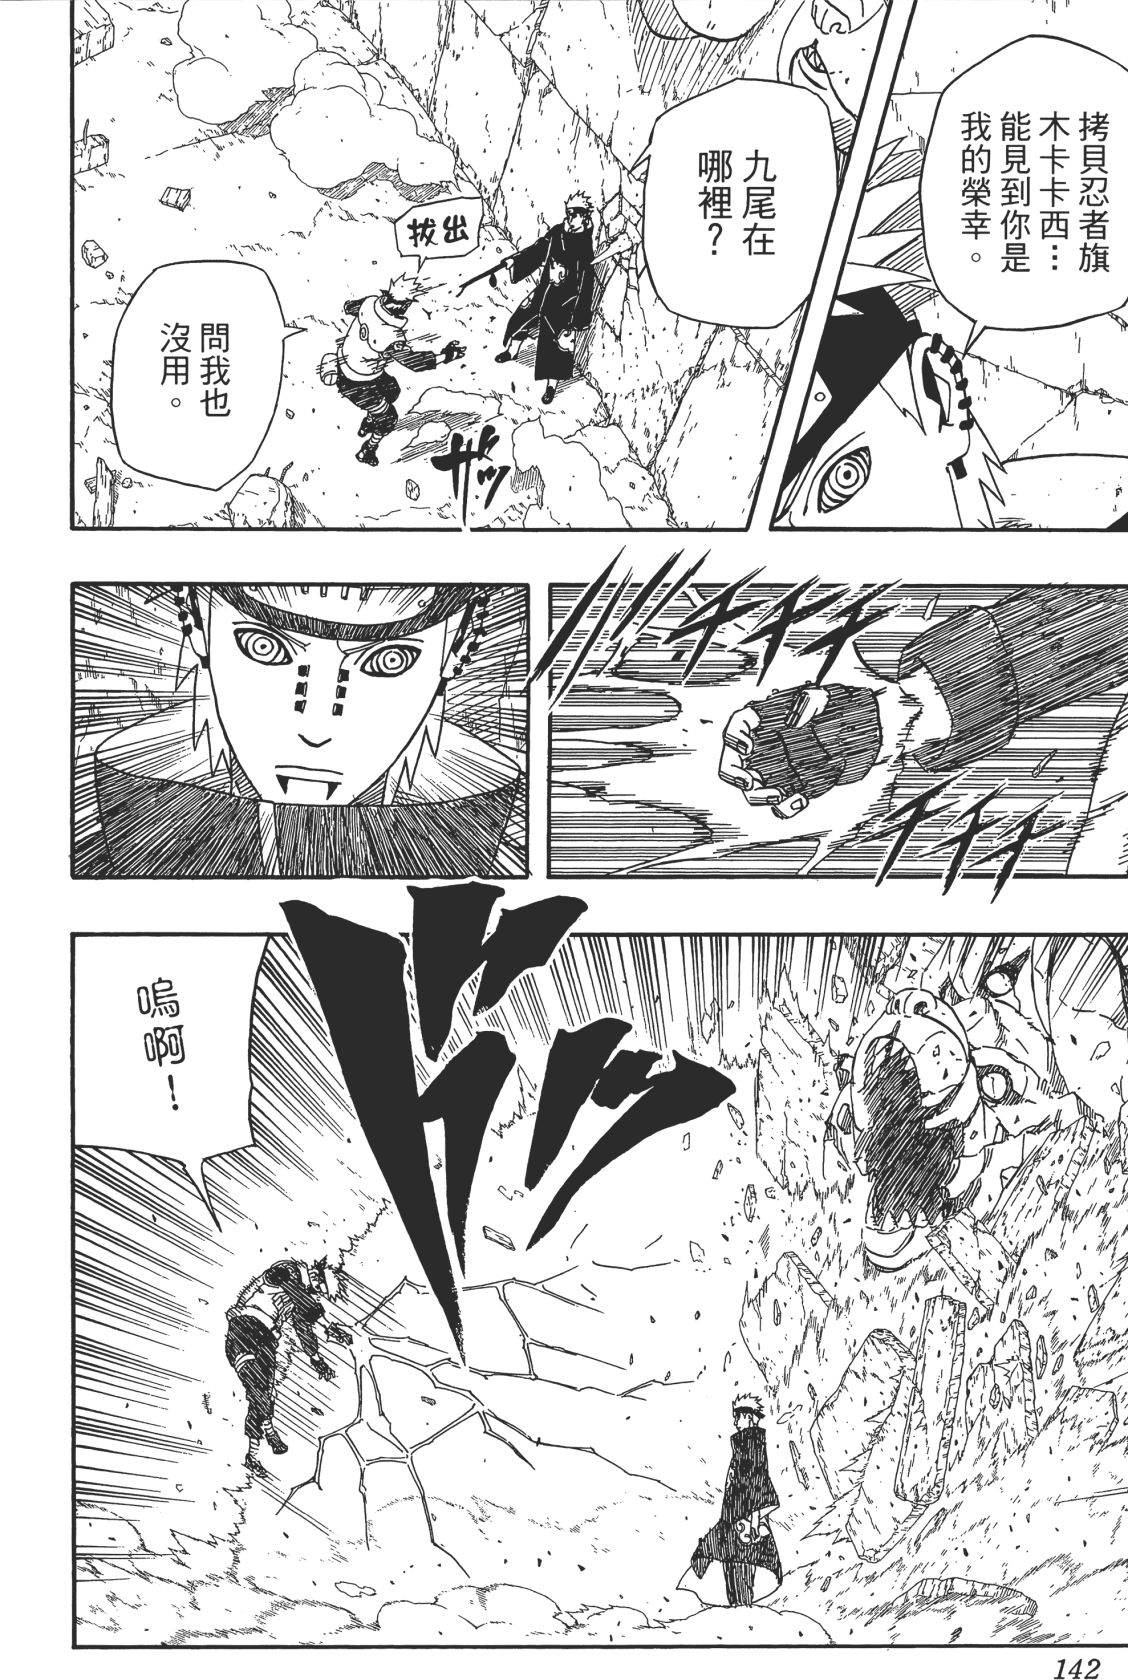 拷貝忍者旗
木卡卡西…
能見到你是
我的榮幸。
九尾在
哪裡？
拔出
問我也
沒用。
ザッ
チチチチ
チチチ
ドドッ
嗚啊！
142